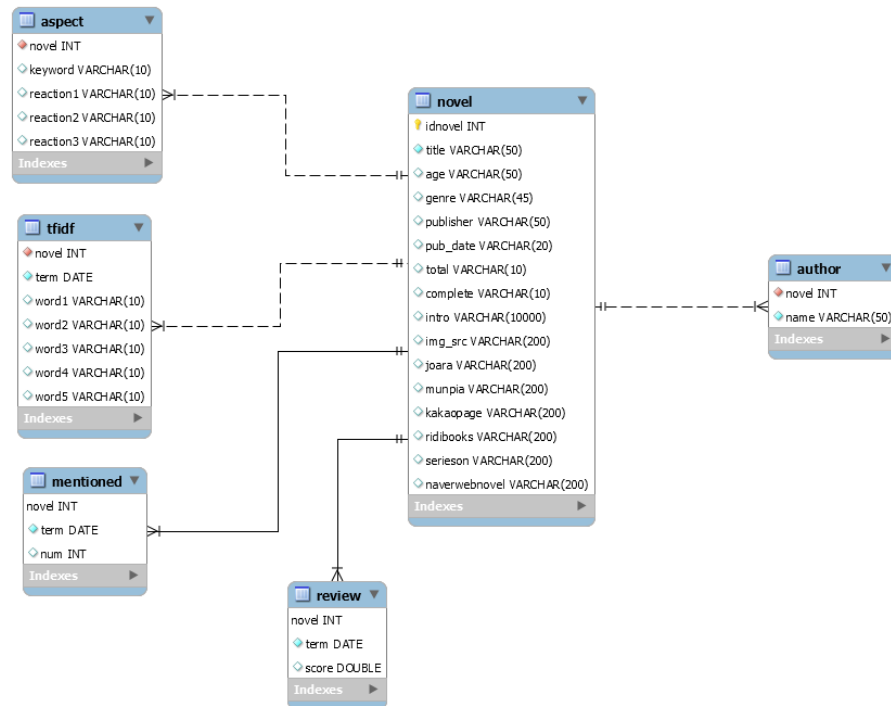 aspect
novel INT
keyword VARCHAR(10)
reaction1 VARCHAR(10)
reaction2 VARCHAR(10)
reaction3 VARCHAR(10)
Indexes
tfidf
novel INT
term DATE
word1 VARCHAR(10)
word2 VARCHAR(10)
word3 VARCHAR(10)
word4 VARCHAR(10)
word5 VARCHAR(10)
Indexes
mentioned
novel INT
term DATE
num INT
Indexes
review
novel INT
term DATE
score DOUBLE
Indexes
novel
idnovel INT
title VARCHAR(50)
age VARCHAR(50)
genre VARCHAR(45)
publisher VARCHAR(50)
pub_date VARCHAR(20)
total VARCHAR(10)
complete VARCHAR(10)
intro VARCHAR(10000)
img_src VARCHAR(200)
joara VARCHAR(200)
munpia VARCHAR(200)
kakaopage VARCHAR(200)
ridibooks VARCHAR(200)
serieson VARCHAR(200)
naverwebnovel VARCHAR(200)
Indexes
author
novel INT
name VARCHAR(50)
Indexes